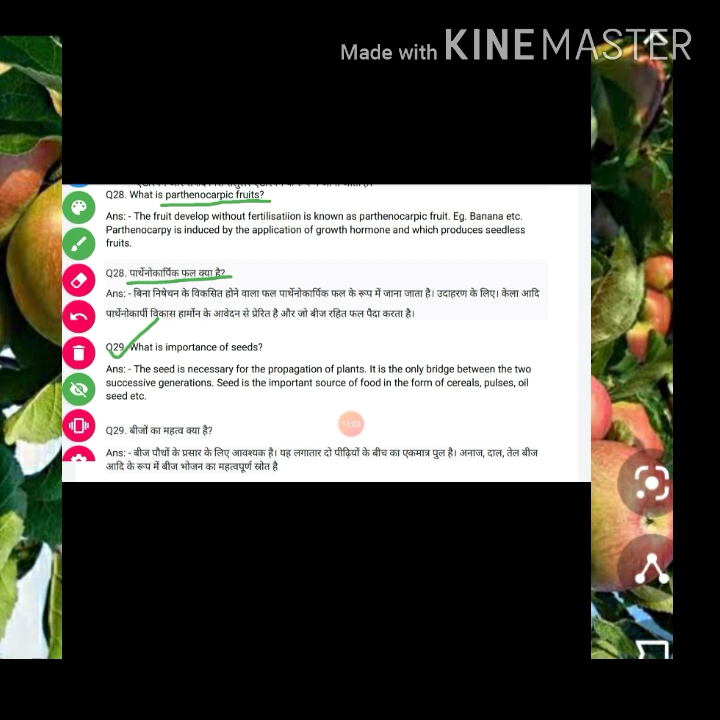 Made with KINEMASTER
Q28. What is parthenocarpic fruits?
Ans: - The fruit develop without fertilisatiion is known as parthenocarpic fruit. Eg. Banana etc.
Parthenocarpy is induced by the application of growth hormone and which produces seedless
fruits.
Q28. पार्थेनोकार्पिक फल क्या है?
Ans: - बिना निषेचन के विकसित होने वाला फल पार्थेनोकार्पिक फल के रूप में जाना जाता है। उदाहरण के लिए। केला आदि
पार्थेनोकार्पी विकास हार्मोन के आवेदन से प्रेरित है और जो बीज रहित फल पैदा करता है।
Q29. What is importance of seeds?
Ans: - The seed is necessary for the propagation of plants. It is the only bridge between the two
successive generations. Seed is the important source of food in the form of cereals, pulses, oil
seed etc.
11:03
Q29. बीजों का महत्व क्या है?
Ans: - बीज पौधों के प्रसार के लिए आवश्यक है। यह लगातार दो पीढ़ियों के बीच का एकमात्र पुल है। अनाज, दाल, तेल बीज
आदि के रूप में बीज भोजन का महत्वपूर्ण स्रोत है